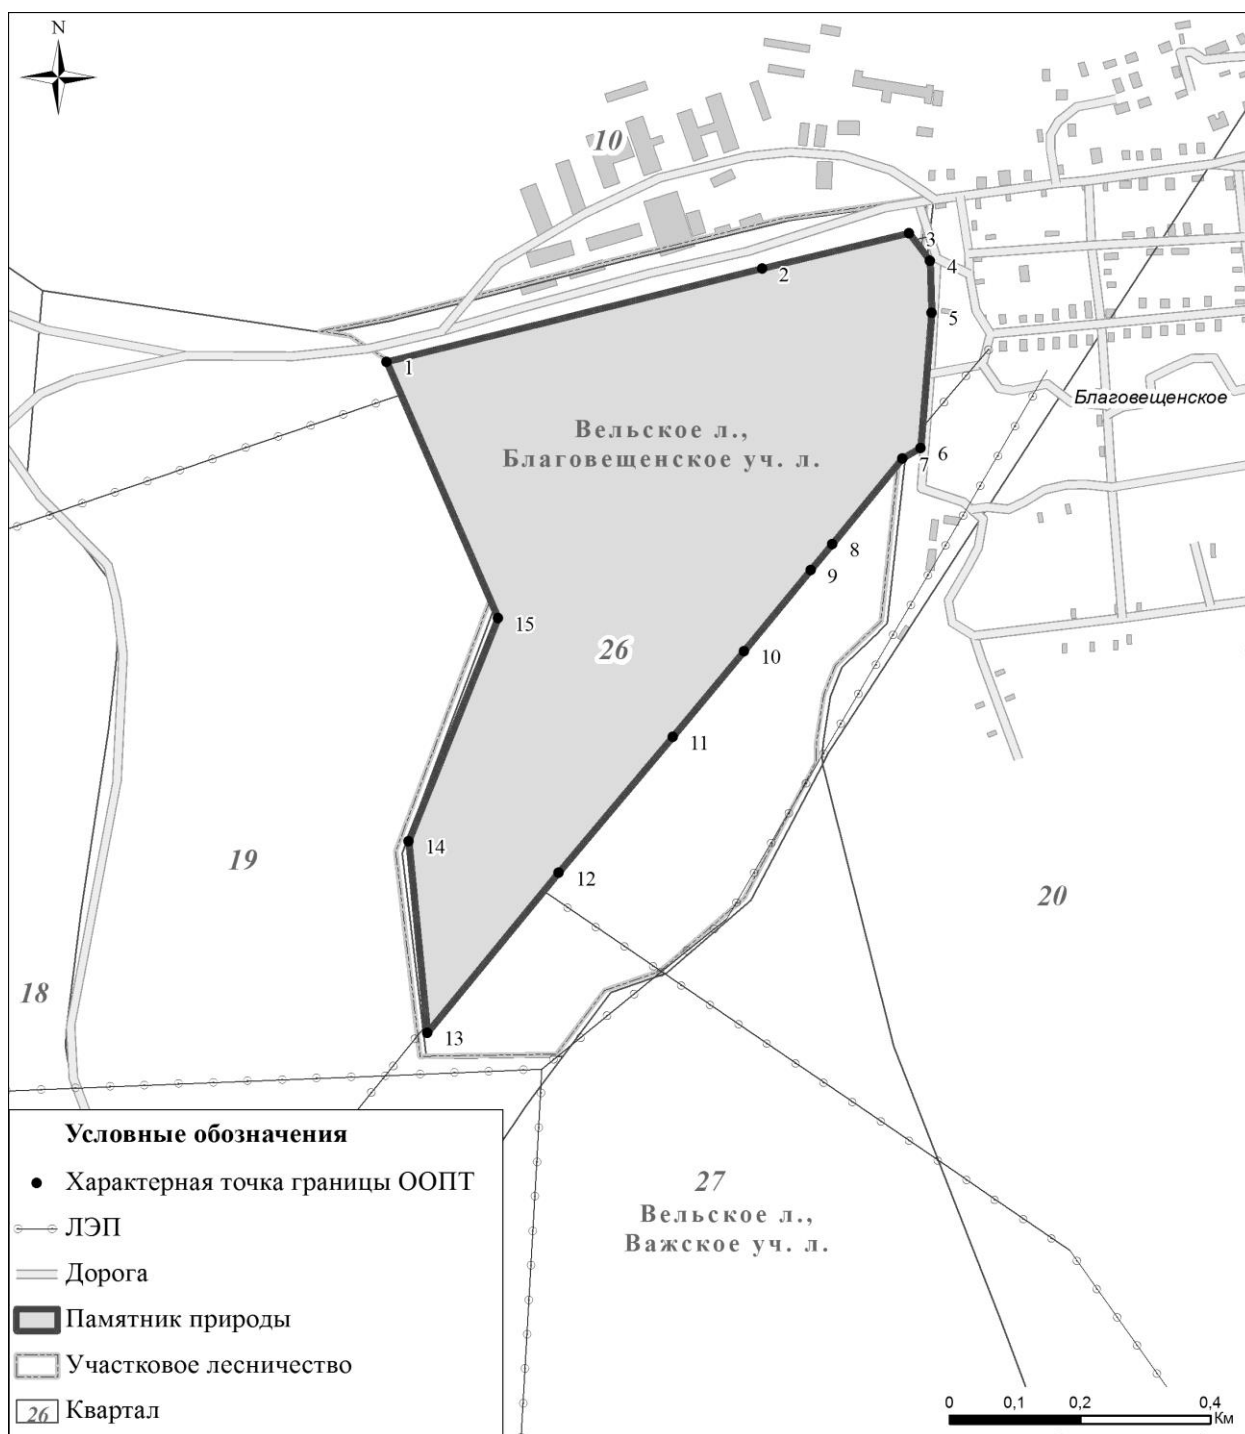 N
10
3
4
2
5
1
Благовещенское
Вельское л.,
Благовещенское уч. л.
6
7
8
9
15
26
10
11
14
19
12
20
18
13
Условные обозначения
Характерная точка границы ООПТ
ЛЭП
Дорога
Памятник природы
Участковое лесничество
26 Квартал
27
Вельское л.,
Важское уч. л.
0 0,1 0,2 0,4
Км